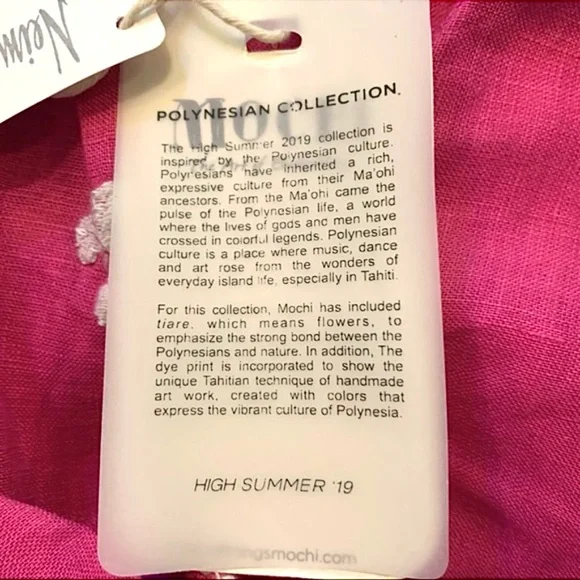 Neim
POLYNESIAN COLLECTION.
Mochi
The High Summer 2019 collection is
inspired by the Polynesian culture.
Polynesians have inherited a rich,
expressive culture from their Ma'ohi
ancestors. From the Ma'ohi came the
pulse of the Polynesian life, a world
where the lives of gods and men have
crossed in colorful legends. Polynesian
culture is a place where music, dance
and art rose from the wonders of
everyday island life, especially in Tahiti.
For this collection, Mochi has included
tiare, which means flowers, to
emphasize the strong bond between the
Polynesians and nature. In addition, The
dye print is incorporated to show the
unique Tahitian technique of handmade
art work, created with colors that
express the vibrant culture of Polynesia.
HIGH SUMMER '19
ngsmochi.com